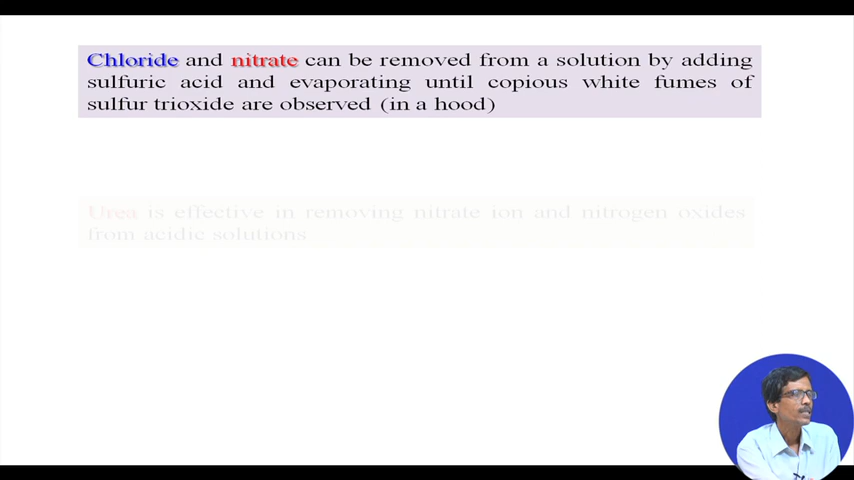 Chloride and nitrate can be removed from a solution by adding
sulfuric acid and evaporating until copious white fumes of
sulfur trioxide are observed (in a hood)
Urea is effective in removing nitrate ion and nitrogen oxides
from acidic solutions